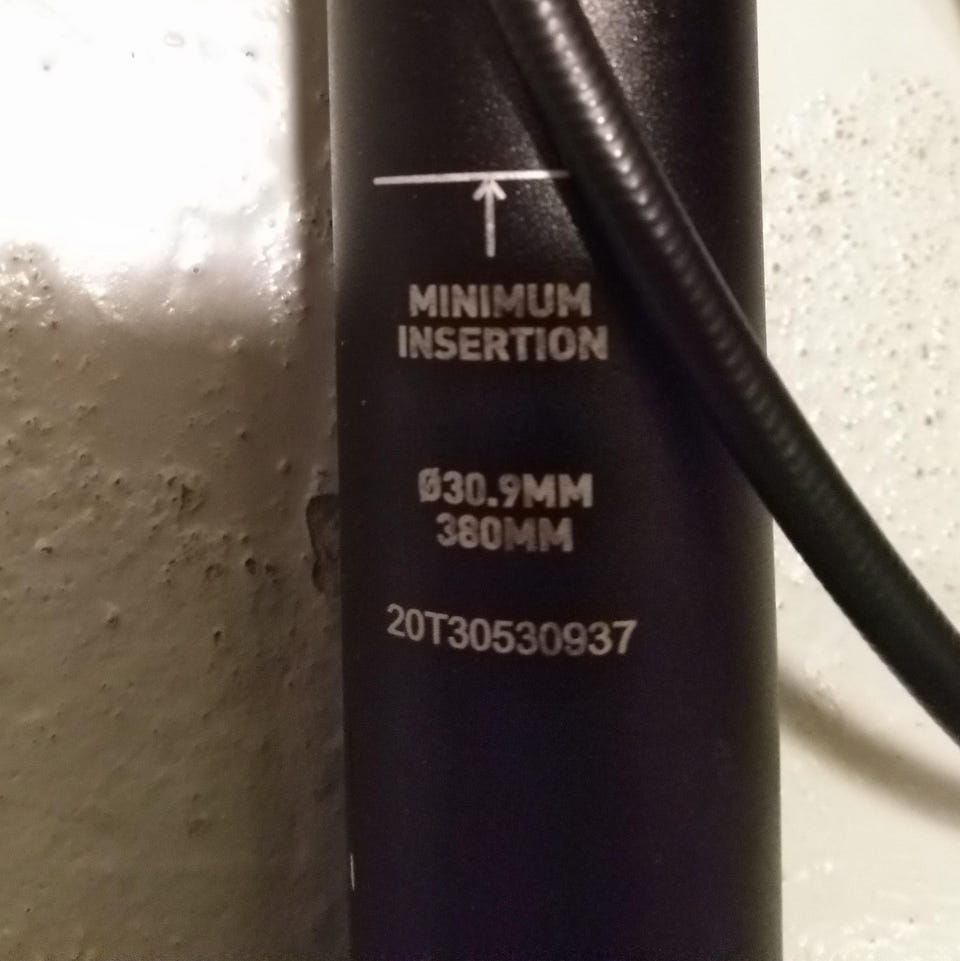 MINIMUM
INSERTION
Ø30.9MM
380MM
20T30530937